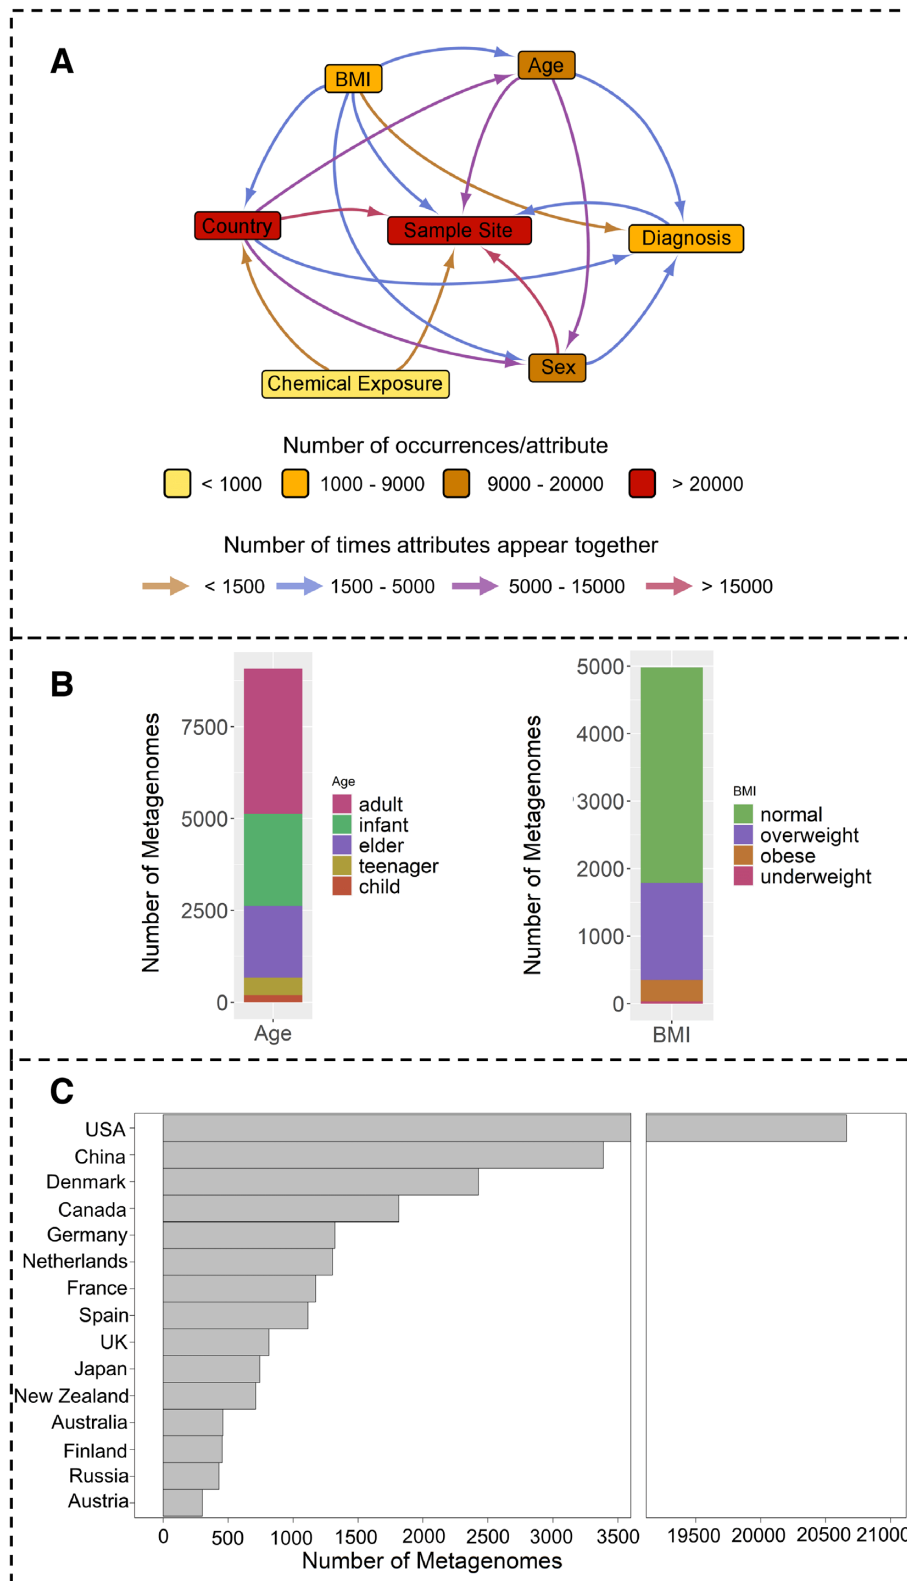 A
BMI
Age
Country
Sample Site
Diagnosis
Sex
Chemical Exposure
Number of occurrences/attribute
< 1000
1000 - 9000
9000 - 20000
> 20000
Number of times attributes appear together
< 1500
1500 - 5000
5000 - 15000
> 15000
B
Number of Metagenomes
7500
5000
2500
0
Age
Age
adult
infant
elder
teenager
child
Number of Metagenomes
5000
4000
3000
2000
1000
0
BMI
BMI
normal
overweight
obese
underweight
C
USA
China
Denmark
Canada
Germany
Netherlands
France
Spain
UK
Japan
New Zealand
Australia
Finland
Russia
Austria
0 500 1000 1500 2000 2500 3000 3500 19500 20000 20500 21000
Number of Metagenomes